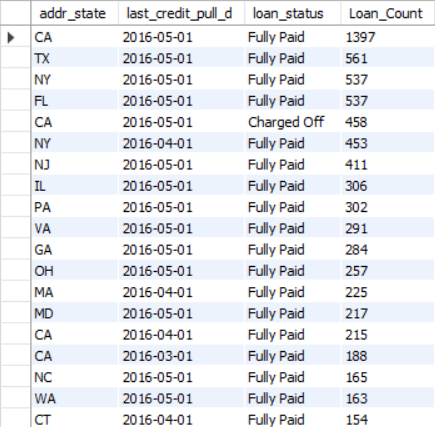 addr_state last_credit_pull_d loan_status Loan_Count
CA 2016-05-01 Fully Paid 1397
TX 2016-05-01 Fully Paid 561
NY 2016-05-01 Fully Paid 537
FL 2016-05-01 Fully Paid 537
CA 2016-05-01 Charged Off 458
NY 2016-04-01 Fully Paid 453
NJ 2016-05-01 Fully Paid 411
IL 2016-05-01 Fully Paid 306
PA 2016-05-01 Fully Paid 302
VA 2016-05-01 Fully Paid 291
GA 2016-05-01 Fully Paid 284
OH 2016-05-01 Fully Paid 257
MA 2016-04-01 Fully Paid 225
MD 2016-05-01 Fully Paid 217
CA 2016-04-01 Fully Paid 215
CA 2016-03-01 Fully Paid 188
NC 2016-05-01 Fully Paid 165
WA 2016-05-01 Fully Paid 163
CT 2016-04-01 Fully Paid 154